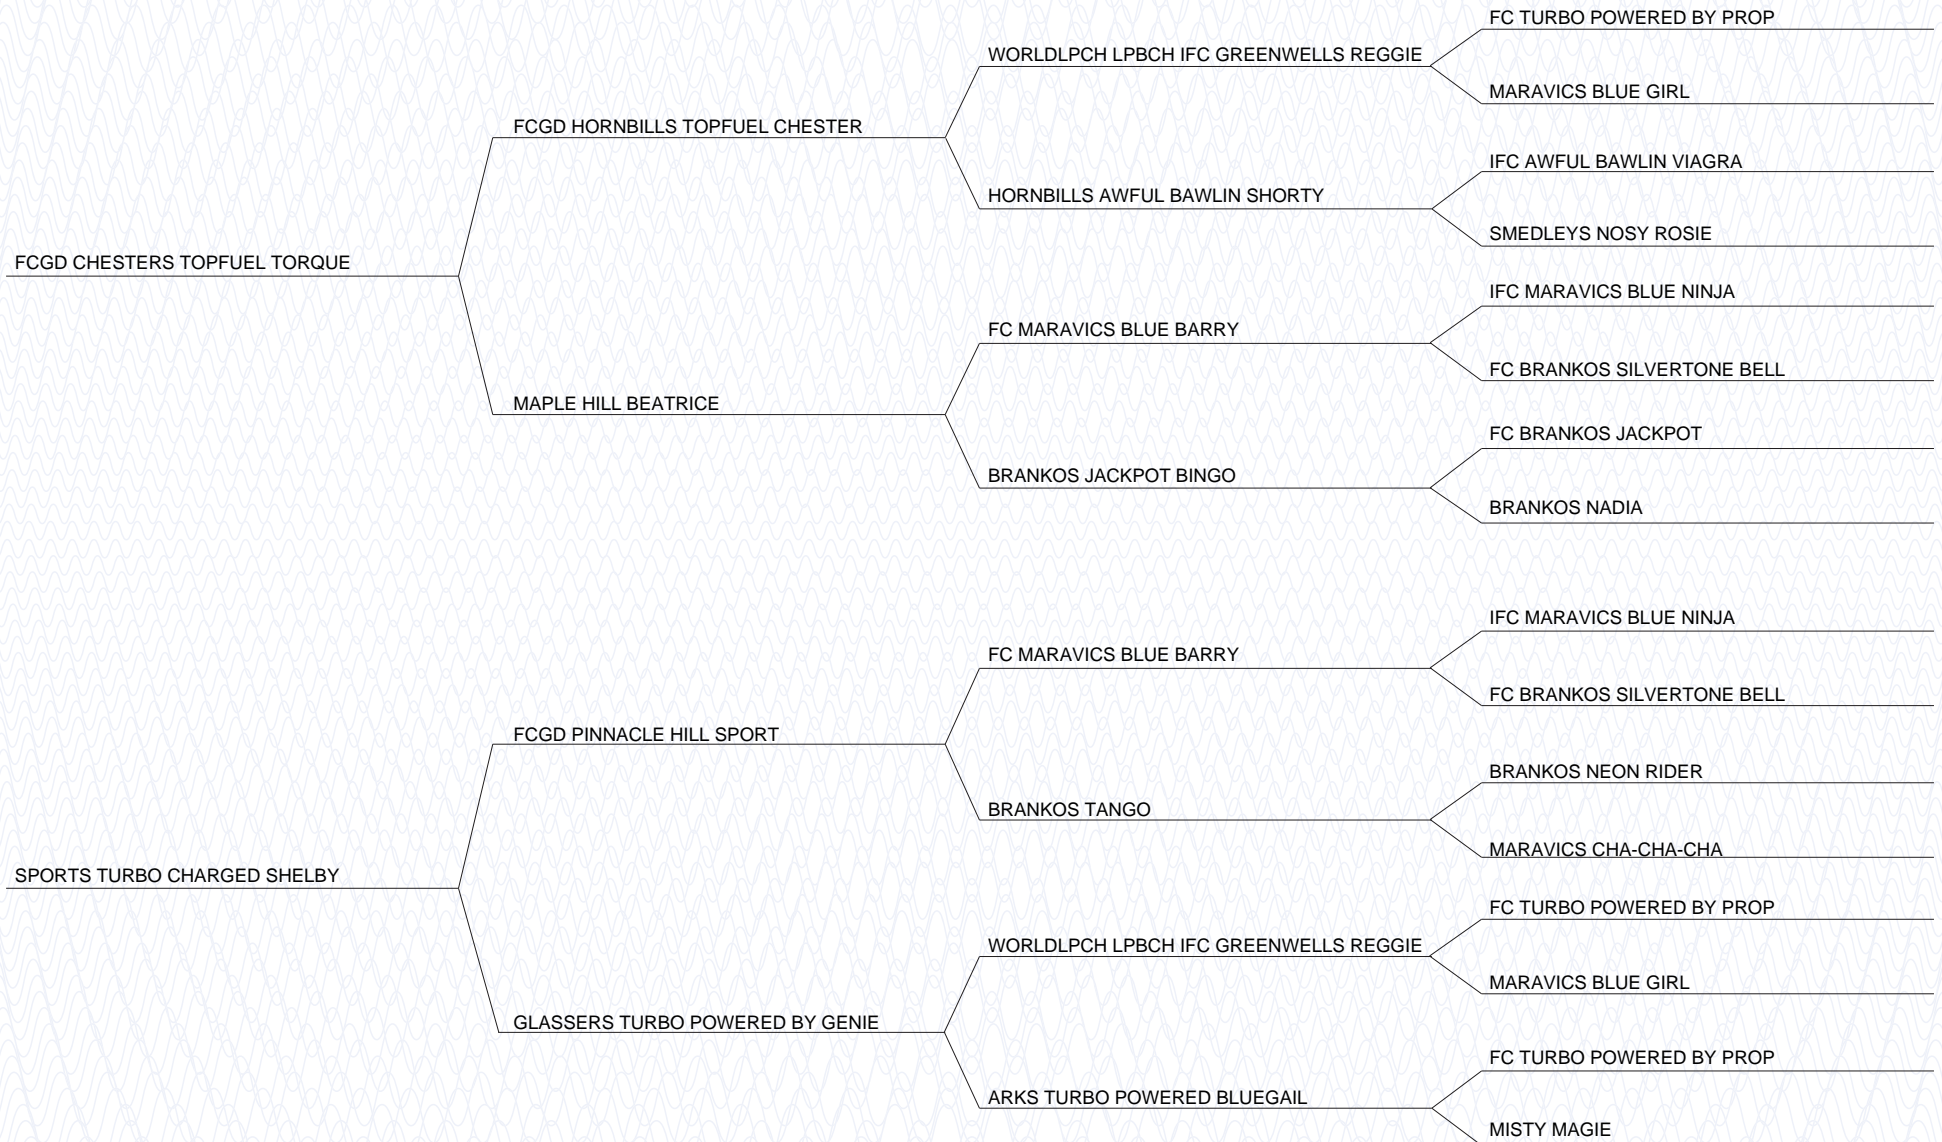 FC TURBO POWERED BY PROP
WORLDLPCH LPBCH IFC GREENWELLS REGGIE
MARAVICS BLUE GIRL
FCGD HORNBILLS TOPFUEL CHESTER
IFC AWFUL BAWLIN VIAGRA
HORNBILLS AWFUL BAWLIN SHORTY
SMEDLEYS NOSY ROSIE
FCGD CHESTERS TOPFUEL TORQUE
IFC MARAVICS BLUE NINJA
FC MARAVICS BLUE BARRY
FC BRANKOS SILVERTONE BELL
MAPLE HILL BEATRICE
FC BRANKOS JACKPOT
BRANKOS JACKPOT BINGO
BRANKOS NADIA
IFC MARAVICS BLUE NINJA
FC MARAVICS BLUE BARRY
FC BRANKOS SILVERTONE BELL
FCGD PINNACLE HILL SPORT
BRANKOS NEON RIDER
BRANKOS TANGO
MARAVICS CHA-CHA-CHA
SPORTS TURBO CHARGED SHELBY
FC TURBO POWERED BY PROP
WORLDLPCH LPBCH IFC GREENWELLS REGGIE
MARAVICS BLUE GIRL
GLASSERS TURBO POWERED BY GENIE
FC TURBO POWERED BY PROP
ARKS TURBO POWERED BLUEGAIL
MISTY MAGIE